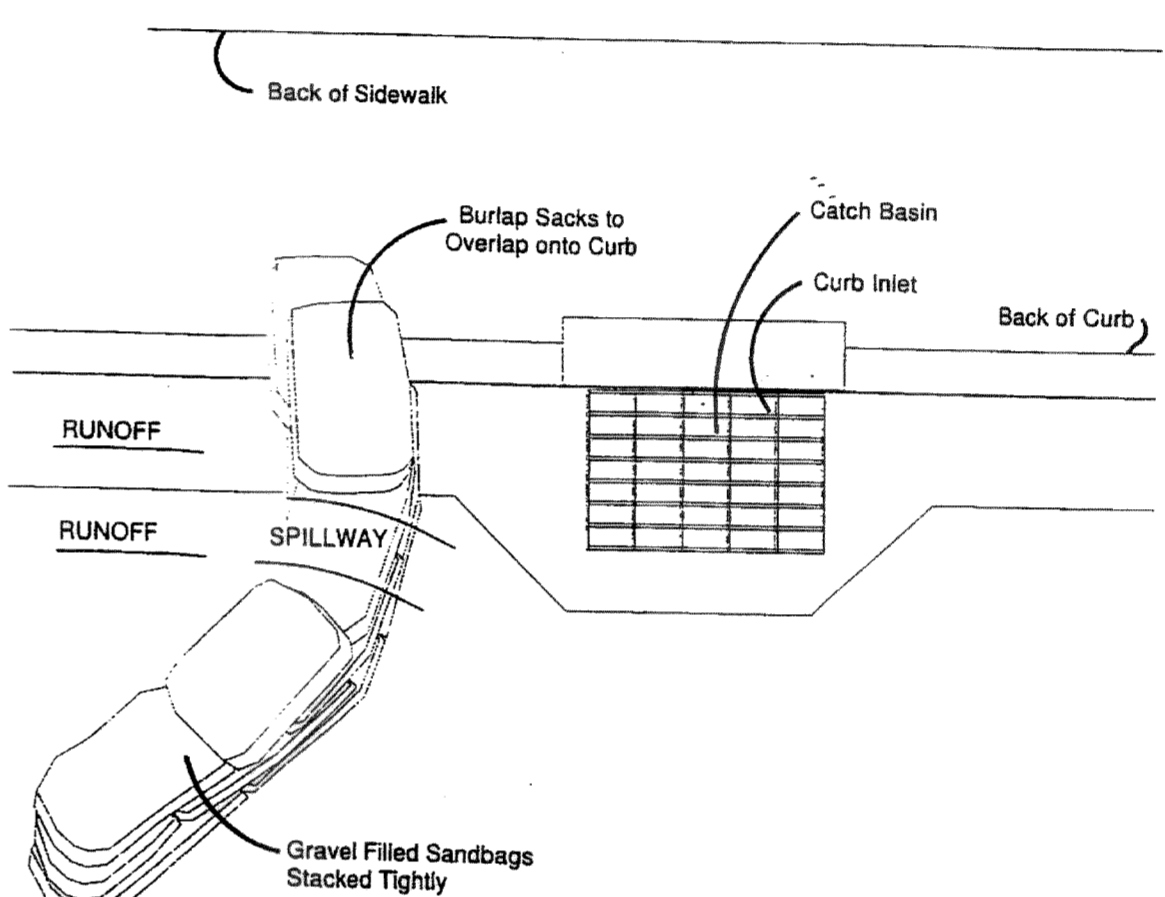 Back of Sidewalk
Burlap Sacks to
Overlap onto Curb
Catch Basin
Curb Inlet
Back of Curb
RUNOFF
RUNOFF
SPILLWAY
Gravel Filled Sandbags
Stacked Tightly